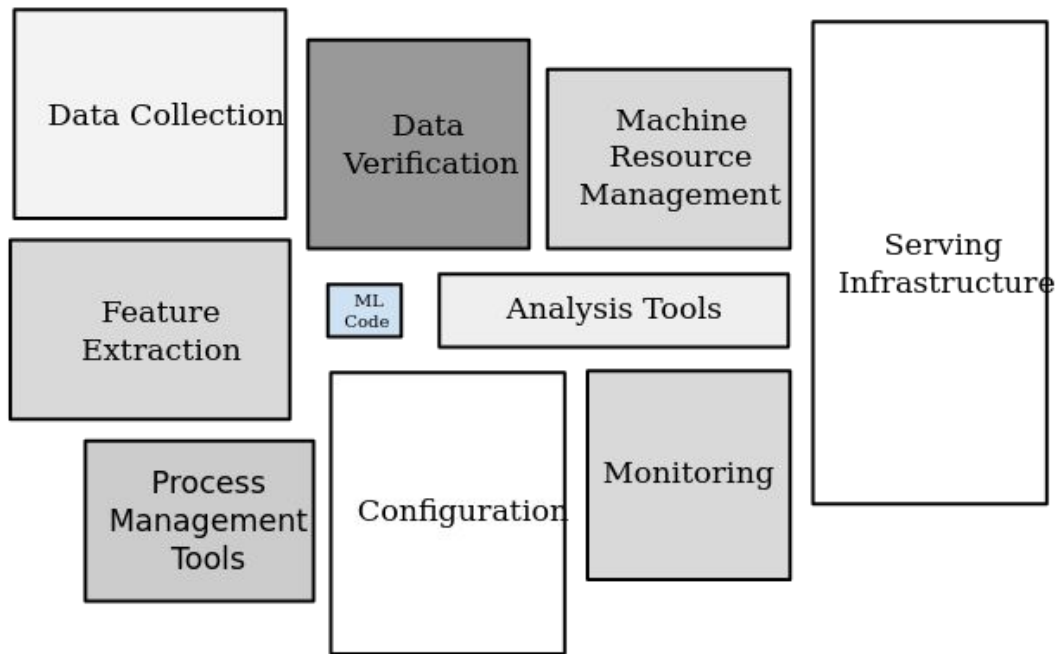 Data Collection
Data
Verification
Machine
Resource
Management
Serving
Infrastructure
Feature
Extraction
ML
Code
Analysis Tools
Process
Management
Tools
Configuration
Monitoring